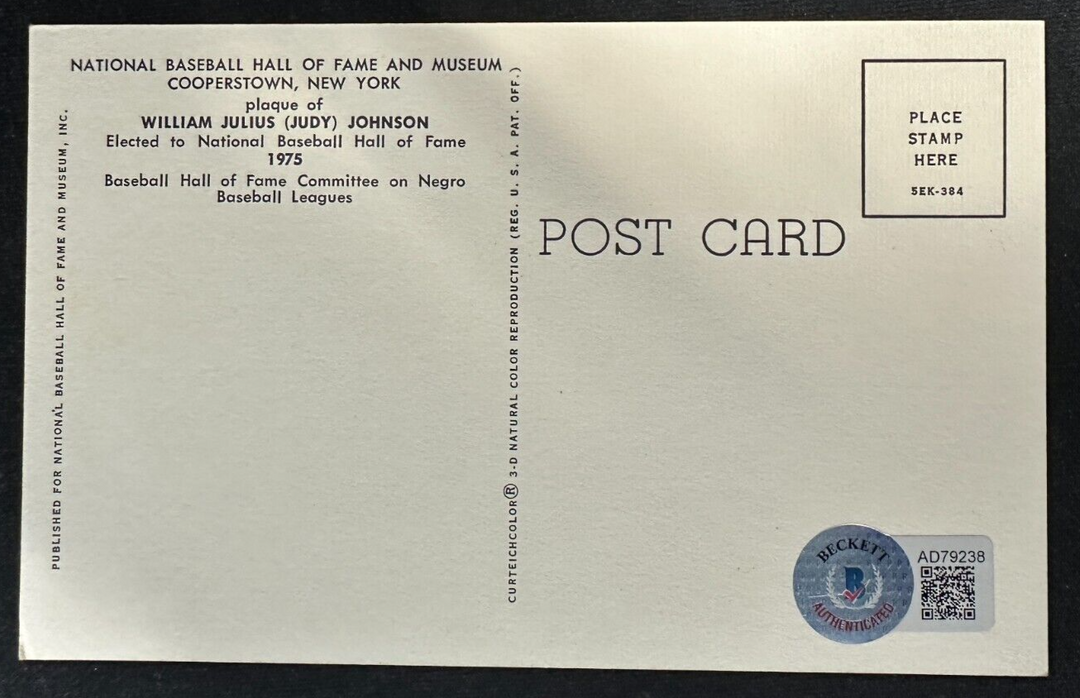 NATIONAL BASEBALL HALL OF FAME AND MUSEUM
COOPERSTOWN, NEW YORK
plaque of
WILLIAM JULIUS (JUDY) JOHNSON
Elected to National Baseball Hall of Fame
1975
Baseball Hall of Fame Committee on Negro
Baseball Leagues
PUBLISHED FOR NATIONAL BASEBALL HALL OF FAME AND MUSEUM, INC.
CURTEICHCOLOR® 3-D NATURAL COLOR REPRODUCTION (REG. U. S. A. PAT. OFF.)
POST CARD
PLACE
STAMP
HERE
5EK-384
BECKETT
B
AUTHENTICATED
AD79238